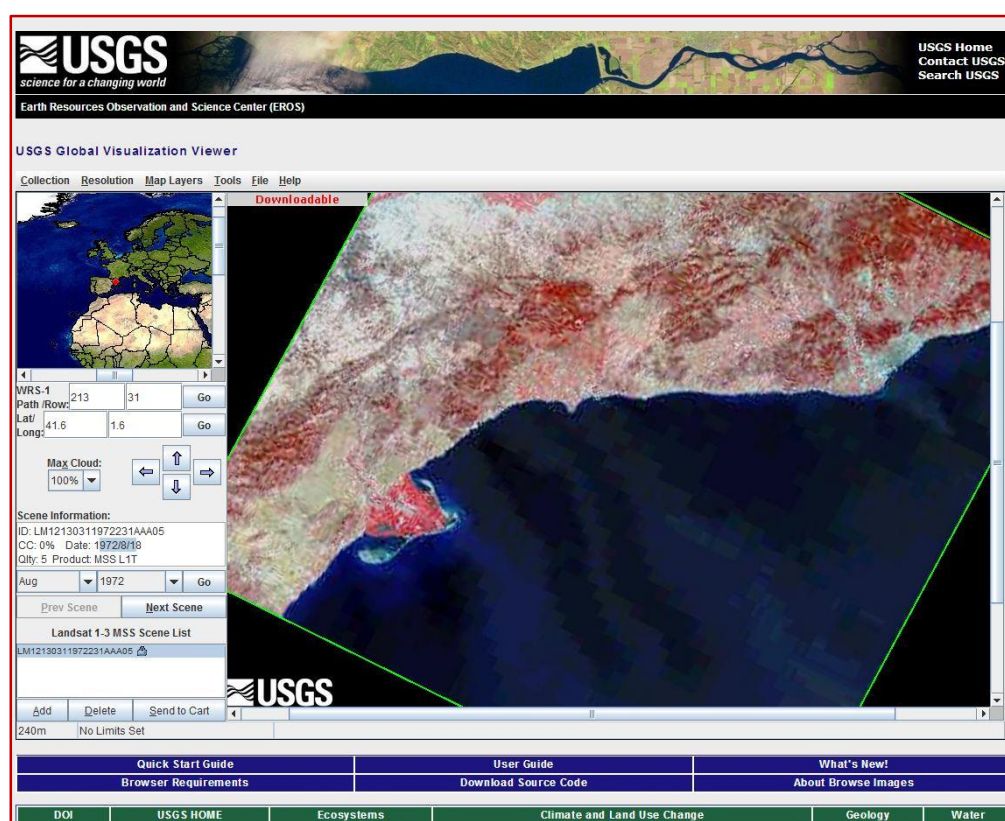 USGS
science for a changing world
USGS Home
Contact USGS
Search USGS
Earth Resources Observation and Science Center (EROS)
USGS Global Visualization Viewer
Collection Resolution Map Layers Tools File Help
Downloadable
WRS-1
Path /Row: 213 31 Go
Lat/
Long: 41.6 1.6 Go
Max Cloud:
100%
Scene Information:
ID: LM12130311972231AAA05
CC: 0% Date: 1972/8/18
Qlty: 5 Product: MSS L1T
Aug 1972 Go
Prev Scene Next Scene
Landsat 1-3 MSS Scene List
LM12130311972231AAA05
USGS
Add Delete Send to Cart
240m No Limits Set
Quick Start Guide User Guide What's New!
Browser Requirements Download Source Code About Browse Images
DOI USGS HOME Ecosystems Climate and Land Use Change Geology Water